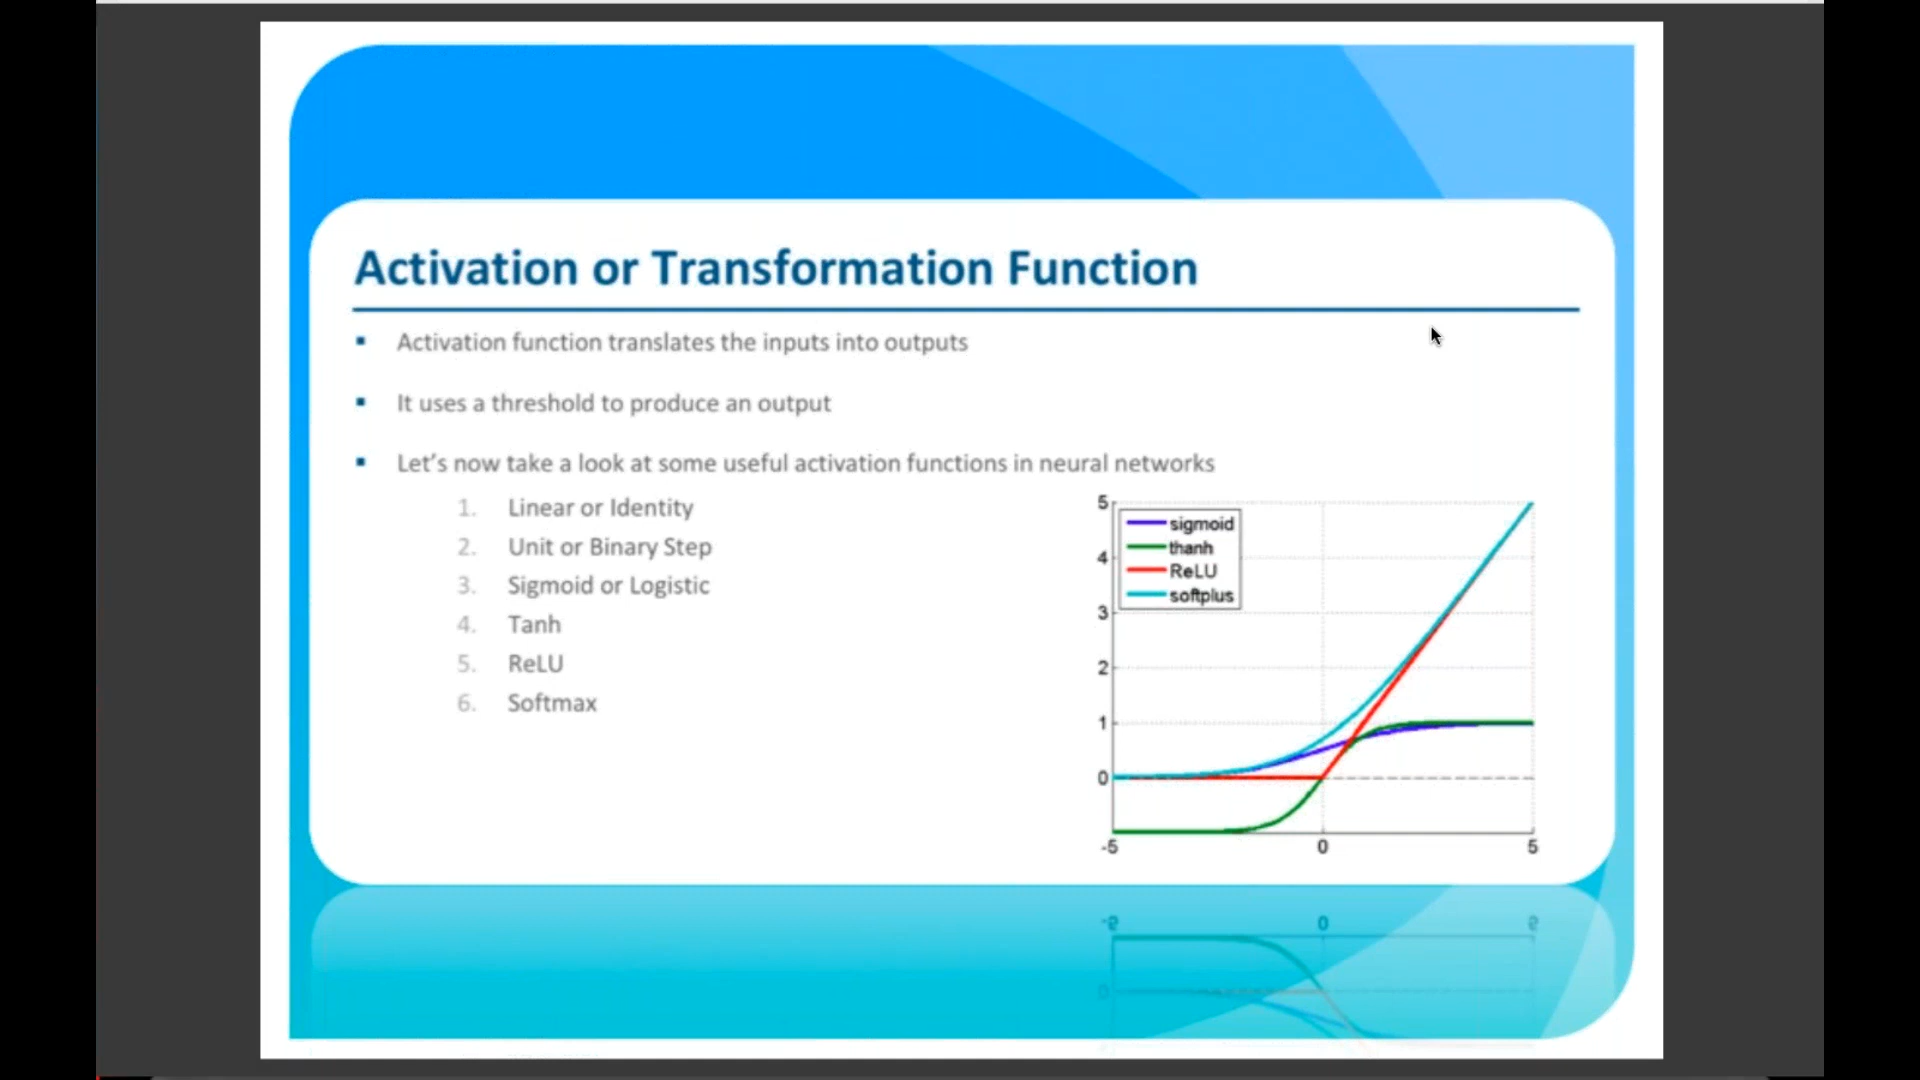 Activation or Transformation Function
▪ Activation function translates the inputs into outputs
▪ It uses a threshold to produce an output
▪ Let's now take a look at some useful activation functions in neural networks
1. Linear or Identity
2. Unit or Binary Step
3. Sigmoid or Logistic
4. Tanh
5. ReLU
6. Softmax
sigmoid
thanh
ReLU
softplus
5
4
3
2
1
0
-5 0 5